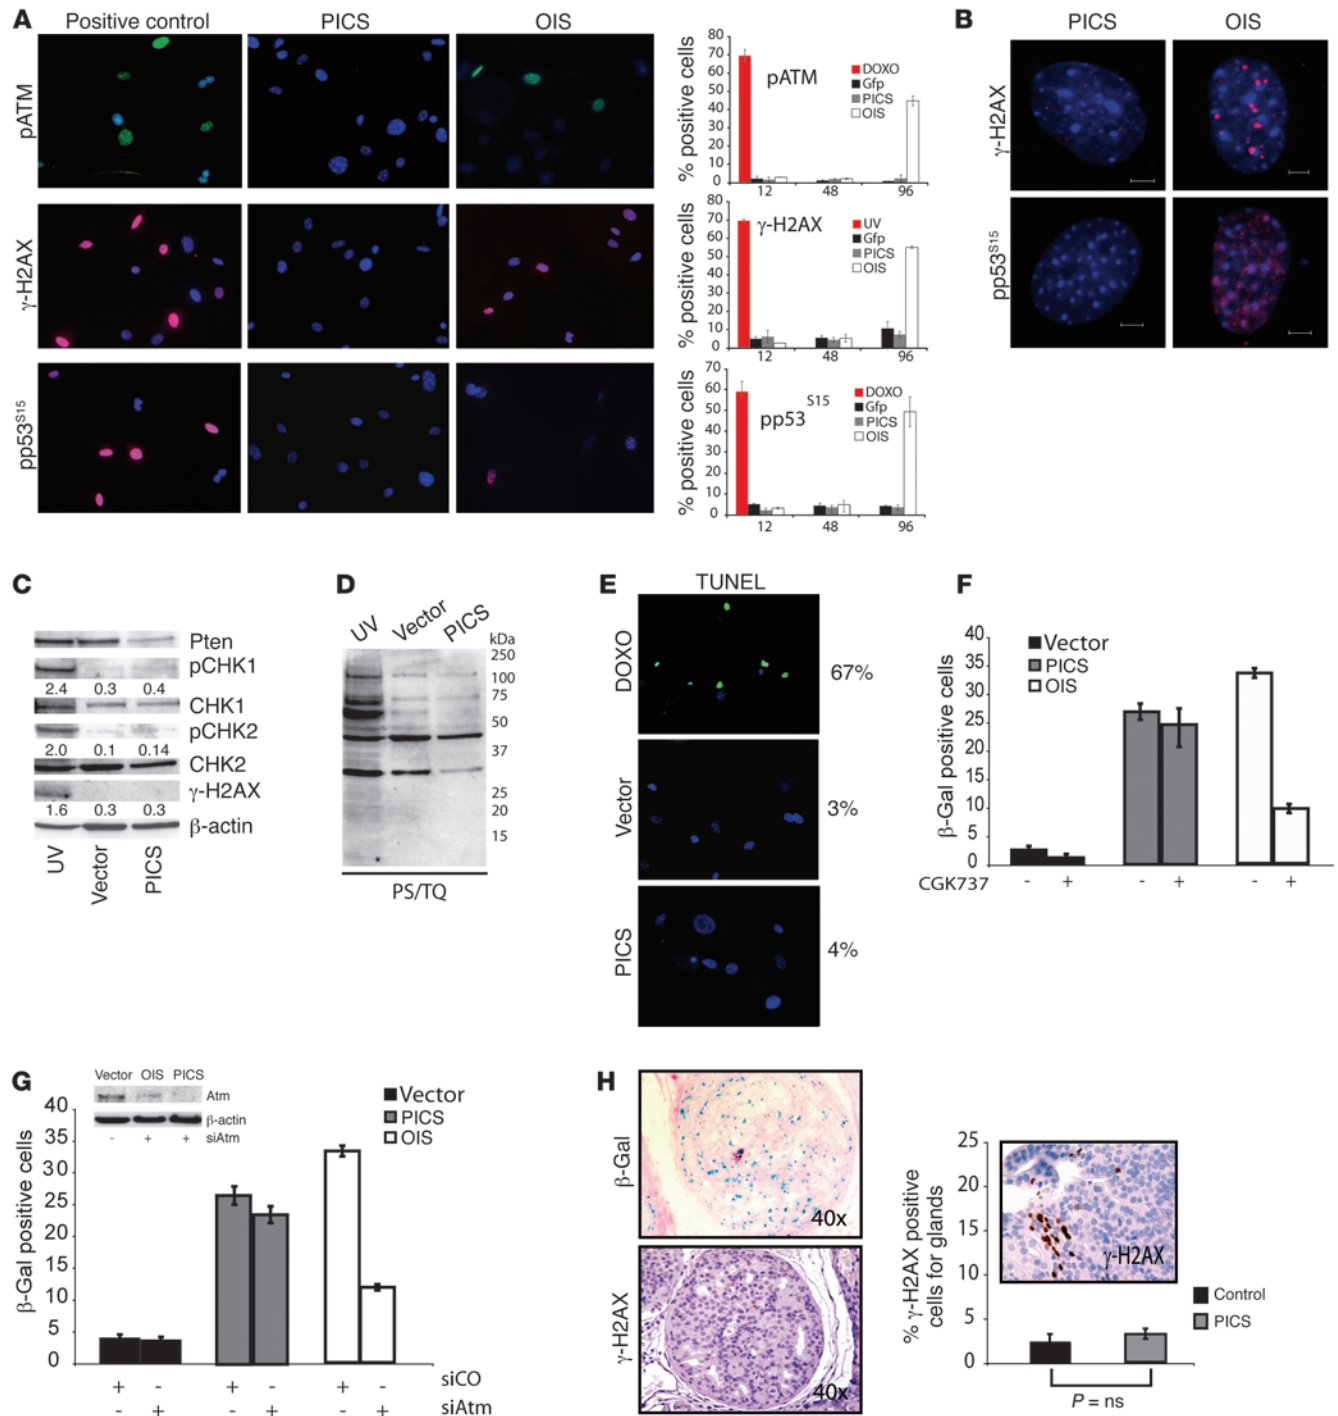 A
Positive control
PICS
OIS
pATM
γ-H2AX
pp53S15
% positive cells
80
70
60
50
40
30
20
10
0
pATM
DOXO
Gfp
PICS
OIS
12
48
96
% positive cells
80
70
60
50
40
30
20
10
0
γ-H2AX
UV
Gfp
PICS
OIS
12
48
96
% positive cells
70
60
50
40
30
20
10
0
pp53 S15
DOXO
Gfp
PICS
OIS
12
48
96
B
PICS
OIS
γ-H2AX
pp53S15
C
Pten
pCHK1
2.4 0.3 0.4
CHK1
pCHK2
2.0 0.1 0.14
CHK2
γ-H2AX
1.6 0.3 0.3
β-actin
UV
Vector
PICS
D
UV
Vector
PICS
kDa
250
100
75
50
37
25
20
15
PS/TQ
E
TUNEL
DOXO
67%
Vector
3%
PICS
4%
F
β-Gal positive cells
40
35
30
25
20
15
10
5
0
Vector
PICS
OIS
CGK737
- + - + - +
G
Vector OIS PICS
Atm
β-actin
- + + siAtm
β-Gal positive cells
40
35
30
25
20
15
10
5
0
Vector
PICS
OIS
+ - + - + - siCO
- + - + - + siAtm
H
β-Gal
40x
γ-H2AX
40x
% γ-H2AX positive
cells for glands
25
20
15
10
5
0
γ-H2AX
Control
PICS
P = ns